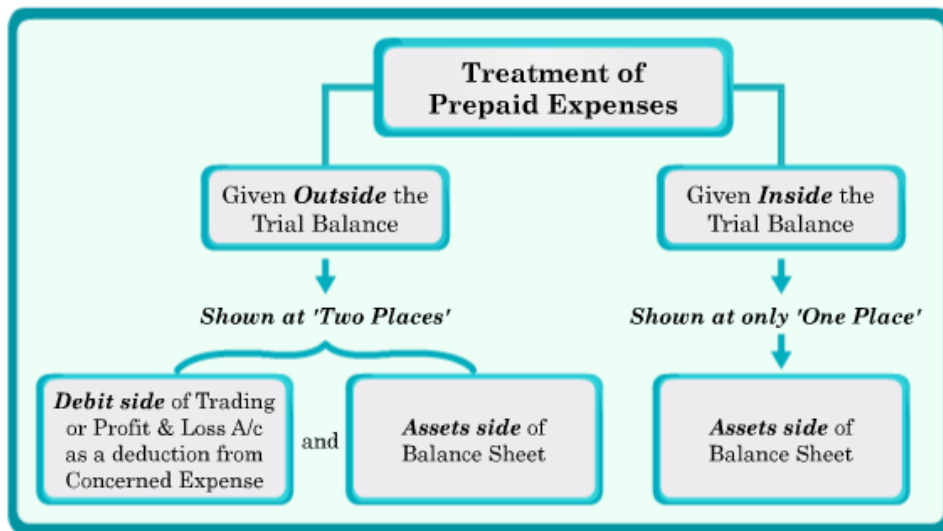 Treatment of
Prepaid Expenses
Given Outside the
Trial Balance
Given Inside the
Trial Balance
Shown at 'Two Places'
Shown at only 'One Place'
Debit side of Trading
or Profit & Loss A/c
as a deduction from
Concerned Expense
and
Assets side of
Balance Sheet
Assets side of
Balance Sheet